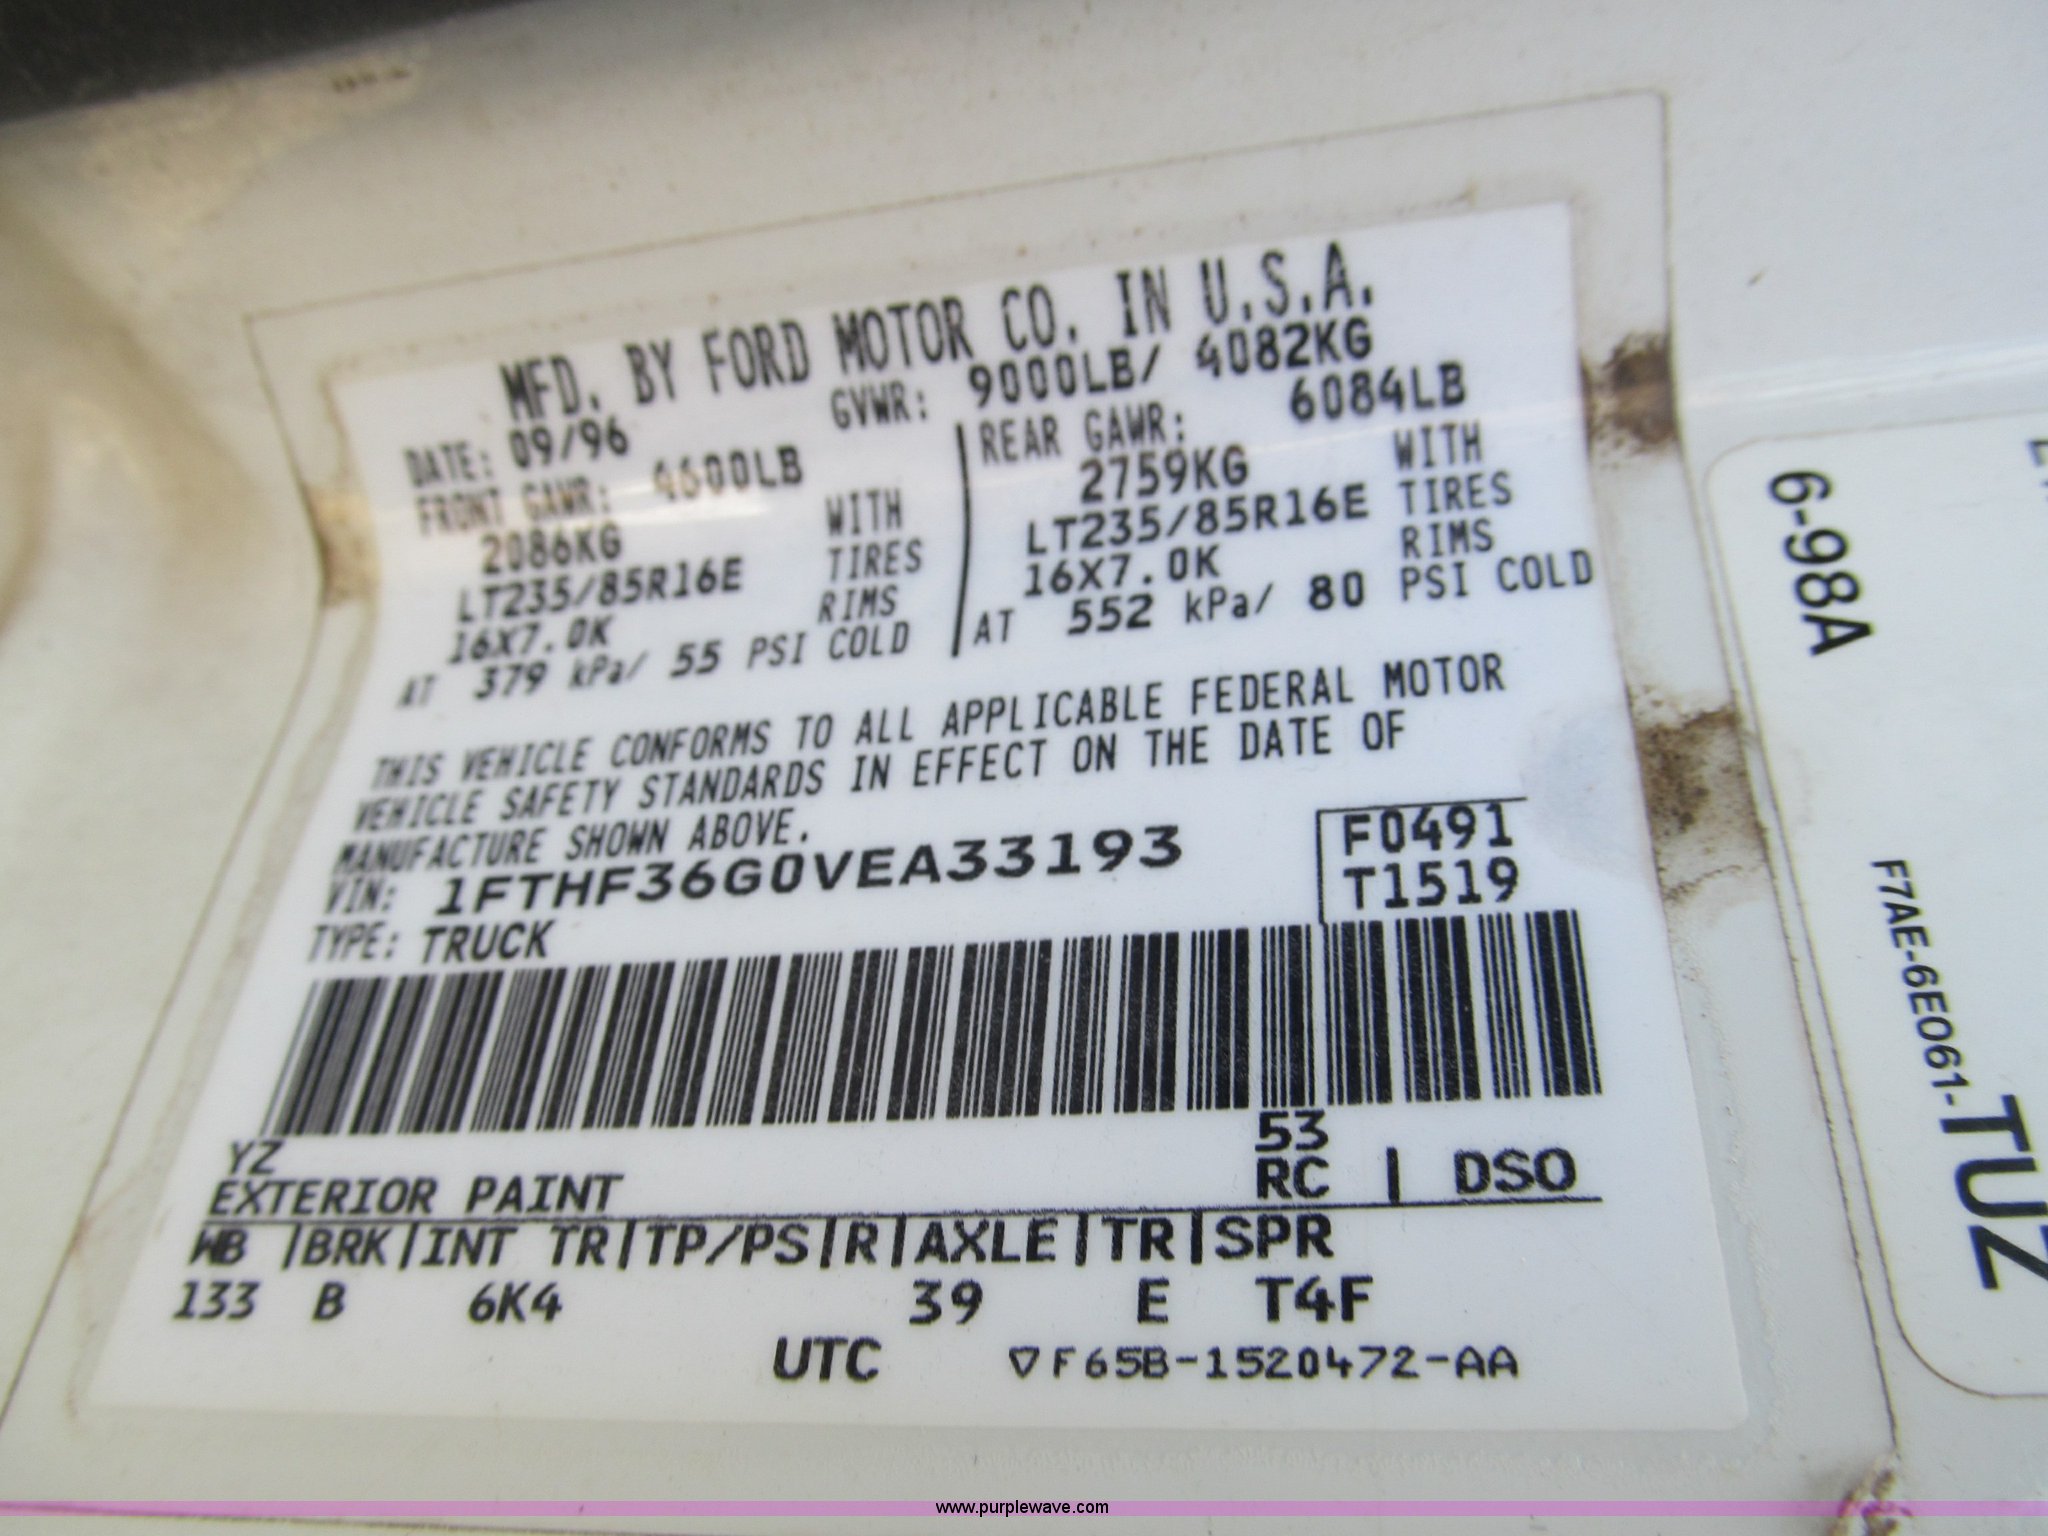 MFD. BY FORD MOTOR CO. IN U.S.A.
DATE: 09/96 GVWR: 9000LB/ 4082KG
FRONT GAWR: 4600LB
2086KG WITH
LT235/85R16E TIRES
16X7.0K RIMS
AT 379 kPa/ 55 PSI COLD
REAR GAWR: 6084LB
2759KG WITH
LT235/85R16E TIRES
16X7.0K RIMS
AT 552 kPa/ 80 PSI COLD
THIS VEHICLE CONFORMS TO ALL APPLICABLE FEDERAL MOTOR
VEHICLE SAFETY STANDARDS IN EFFECT ON THE DATE OF
MANUFACTURE SHOWN ABOVE.
VIN: 1FTHF36G0VEA33193
TYPE: TRUCK
F0491
T1519
YZ 53
EXTERIOR PAINT RC | DSO
WB |BRK|INT TR|TP/PS|R|AXLE|TR|SPR
133 B 6K4 39 E T4F
UTC ▽F65B-1520472-AA
6-98A
F7AE-6E061-TUZ
www.purplewave.com